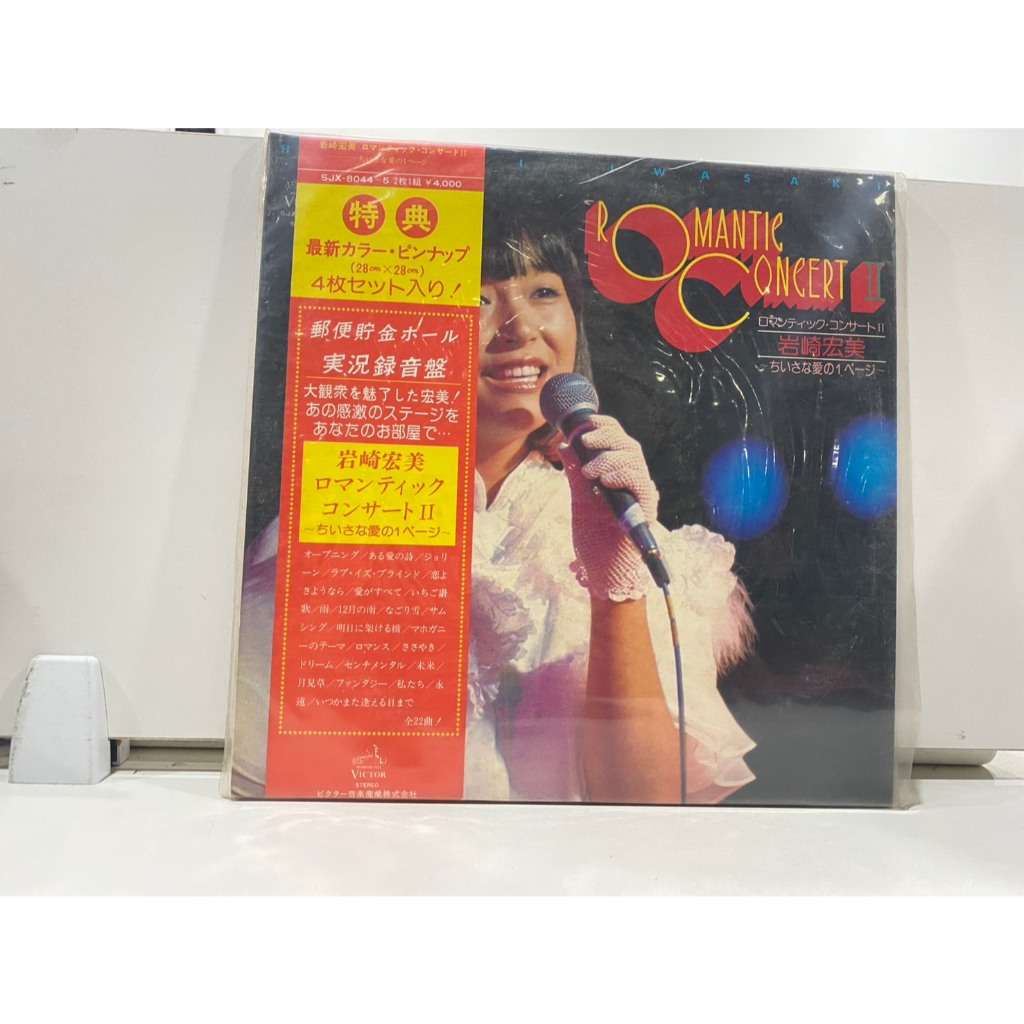 岩崎宏美 ロマンティック・コンサートII
ちいさな愛の1ページ
SJX-8044~5 2枚1組 ¥4,000
特典
最新カラー・ピンナップ
(28cm×28cm)
4枚セット入り!
郵便貯金ホール
実況録音盤
大観衆を魅了した宏美!
あの感激のステージを
あなたのお部屋で…
岩崎宏美
ロマンティック
コンサートII
~ちいさな愛の1ページ~
オープニング/ある愛の詩/ジョリ
ーン/ラブ・イズ・ブラインド/恋よ
さようなら/愛がすべて/いちご讃
歌/雨/12月の雨/なごり雪/サム
シング/明日に架ける橋/マホガニ
ーのテーマ/ロマンス/ささやき/
ドリーム/センチメンタル/未来/
月見草/ファンタジー/私たち/永
遠/いつかまた逢える日まで
全22曲!
VICTOR
STEREO
ビクター音楽産業株式会社
IWASAKI
ROMANTIC
CONCERT II
ロマンティック・コンサートII
岩崎宏美
~ちいさな愛の1ページ~